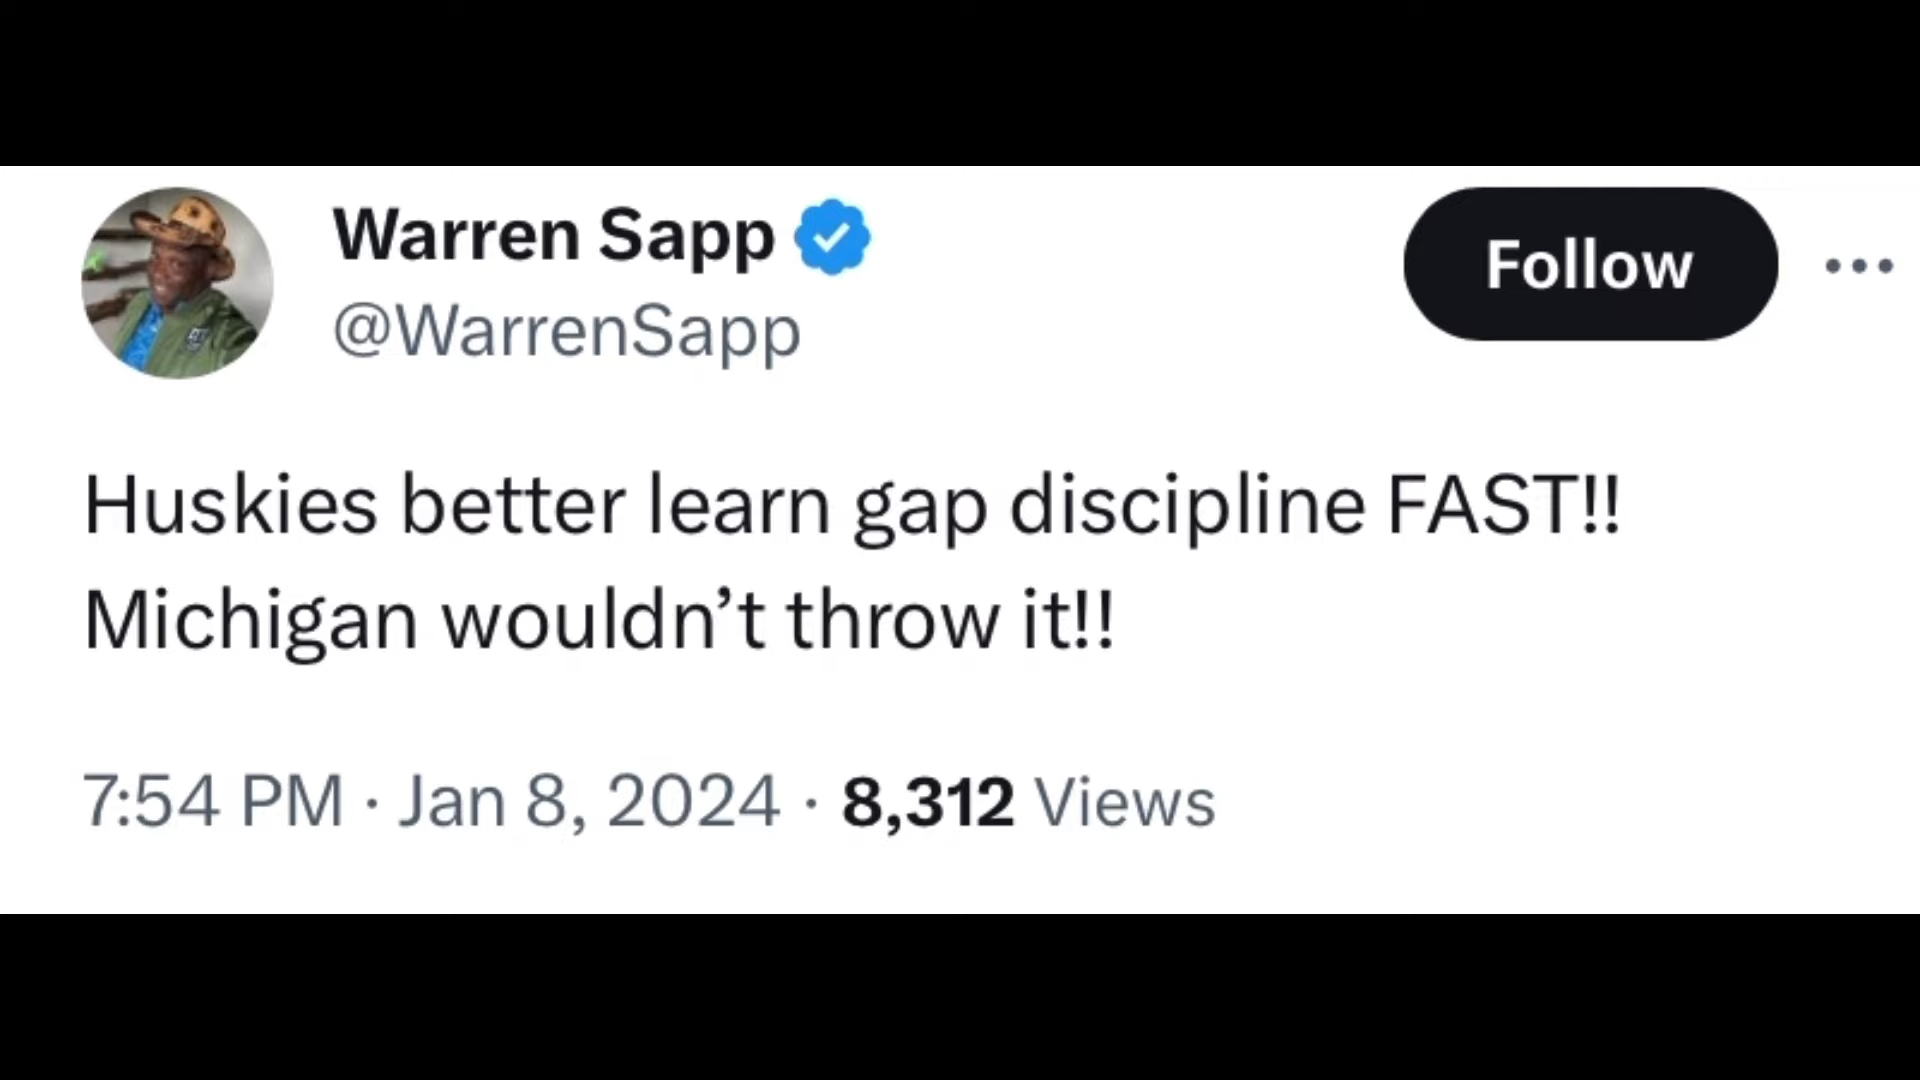 Warren Sapp
@WarrenSapp
Follow
Huskies better learn gap discipline FAST!!
Michigan wouldn’t throw it!!
7:54 PM · Jan 8, 2024 · 8,312 Views